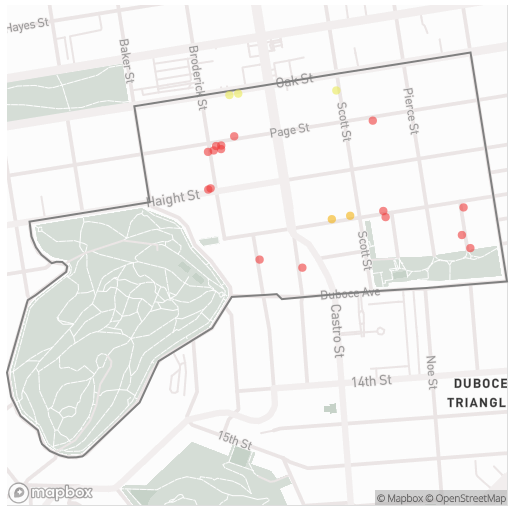 Hayes St
Baker St
Broderick St
Oak St
Scott St
Pierce St
Page St
Haight St
Scott St
Duboce Ave
Castro St
Noe St
14th St
DUBOCE
TRIANGL
15th St
mapbox
© Mapbox © OpenStreetMap